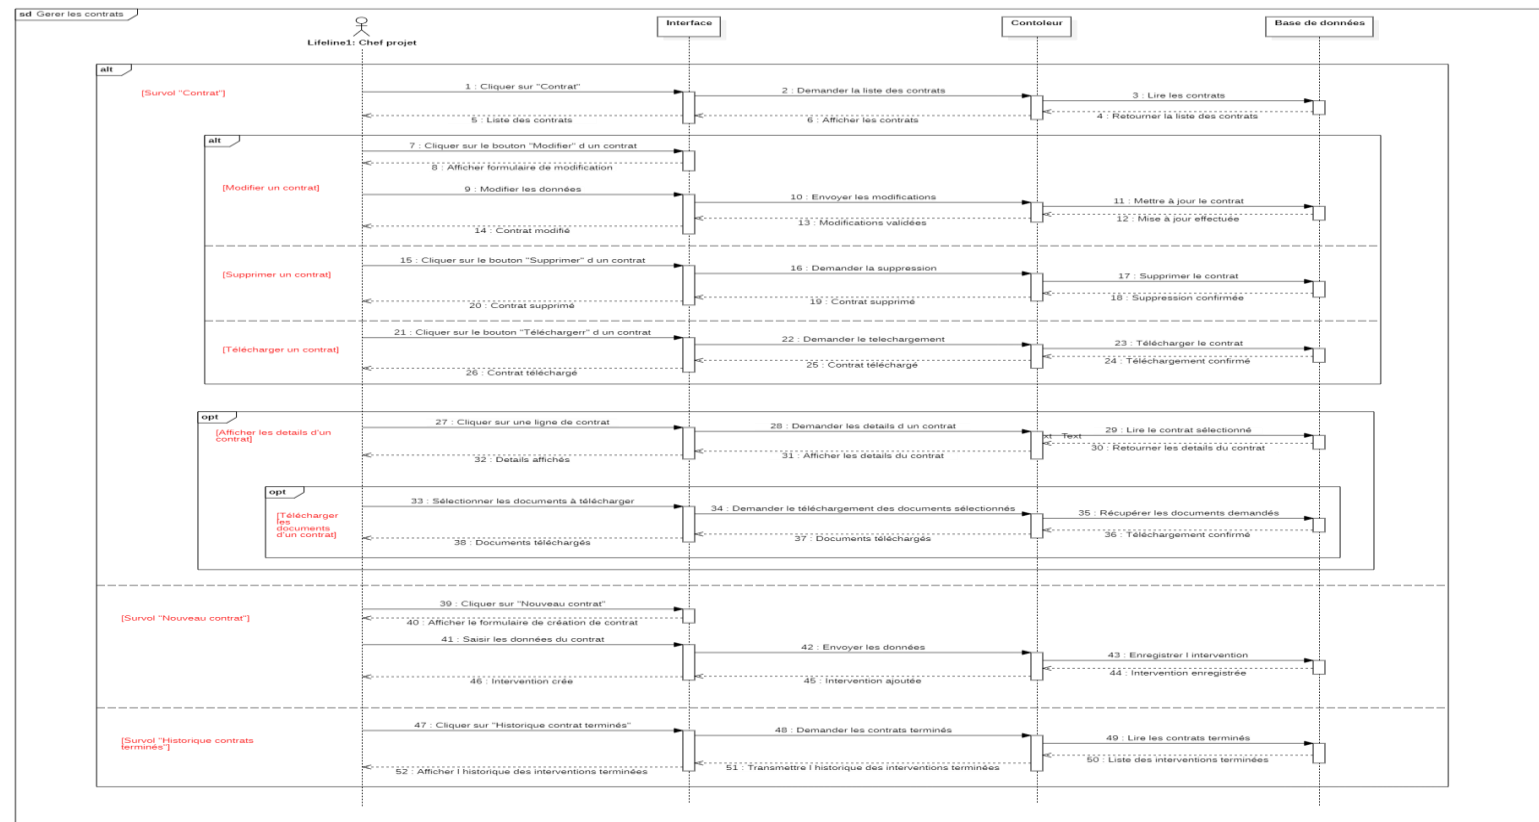 sd Gerer les contrats
Lifeline1: Chef projet
Interface
Contoleur
Base de données
alt
[Survol "Contrat"]
1 : Cliquer sur "Contrat"
2 : Demander la liste des contrats
3 : Lire les contrats
4 : Retourner la liste des contrats
5 : Liste des contrats
6 : Afficher les contrats
alt
[Modifier un contrat]
7 : Cliquer sur le bouton "Modifier" d un contrat
8 : Afficher formulaire de modification
9 : Modifier les données
10 : Envoyer les modifications
11 : Mettre à jour le contrat
12 : Mise à jour effectuée
13 : Modifications validées
14 : Contrat modifié
[Supprimer un contrat]
15 : Cliquer sur le bouton "Supprimer" d un contrat
16 : Demander la suppression
17 : Supprimer le contrat
18 : Suppression confirmée
19 : Contrat supprimé
20 : Contrat supprimé
[Télécharger un contrat]
21 : Cliquer sur le bouton "Téléchargerr" d un contrat
22 : Demander le telechargement
23 : Télécharger le contrat
24 : Téléchargement confirmé
25 : Contrat téléchargé
26 : Contrat téléchargé
opt
[Afficher les details d'un
contrat]
27 : Cliquer sur une ligne de contrat
28 : Demander les details d un contrat
29 : Lire le contrat sélectionné
xt Text
30 : Retourner les details du contrat
31 : Afficher les details du contrat
32 : Details affichés
opt
[Télécharger
les
documents
d'un contrat]
33 : Sélectionner les documents à télécharger
34 : Demander le téléchargement des documents sélectionnés
35 : Récupérer les documents demandés
36 : Téléchargement confirmé
37 : Documents téléchargés
38 : Documents téléchargés
[Survol "Nouveau contrat"]
39 : Cliquer sur "Nouveau contrat"
40 : Afficher le formulaire de création de contrat
41 : Saisir les données du contrat
42 : Envoyer les données
43 : Enregistrer l intervention
44 : Intervention enregistrée
45 : Intervention ajoutée
46 : Intervention crée
[Survol "Historique contrats
terminés"]
47 : Cliquer sur "Historique contrat terminés"
48 : Demander les contrats terminés
49 : Lire les contrats terminés
50 : Liste des interventions terminées
51 : Transmettre l historique des interventions terminées
52 : Afficher l historique des interventions terminées